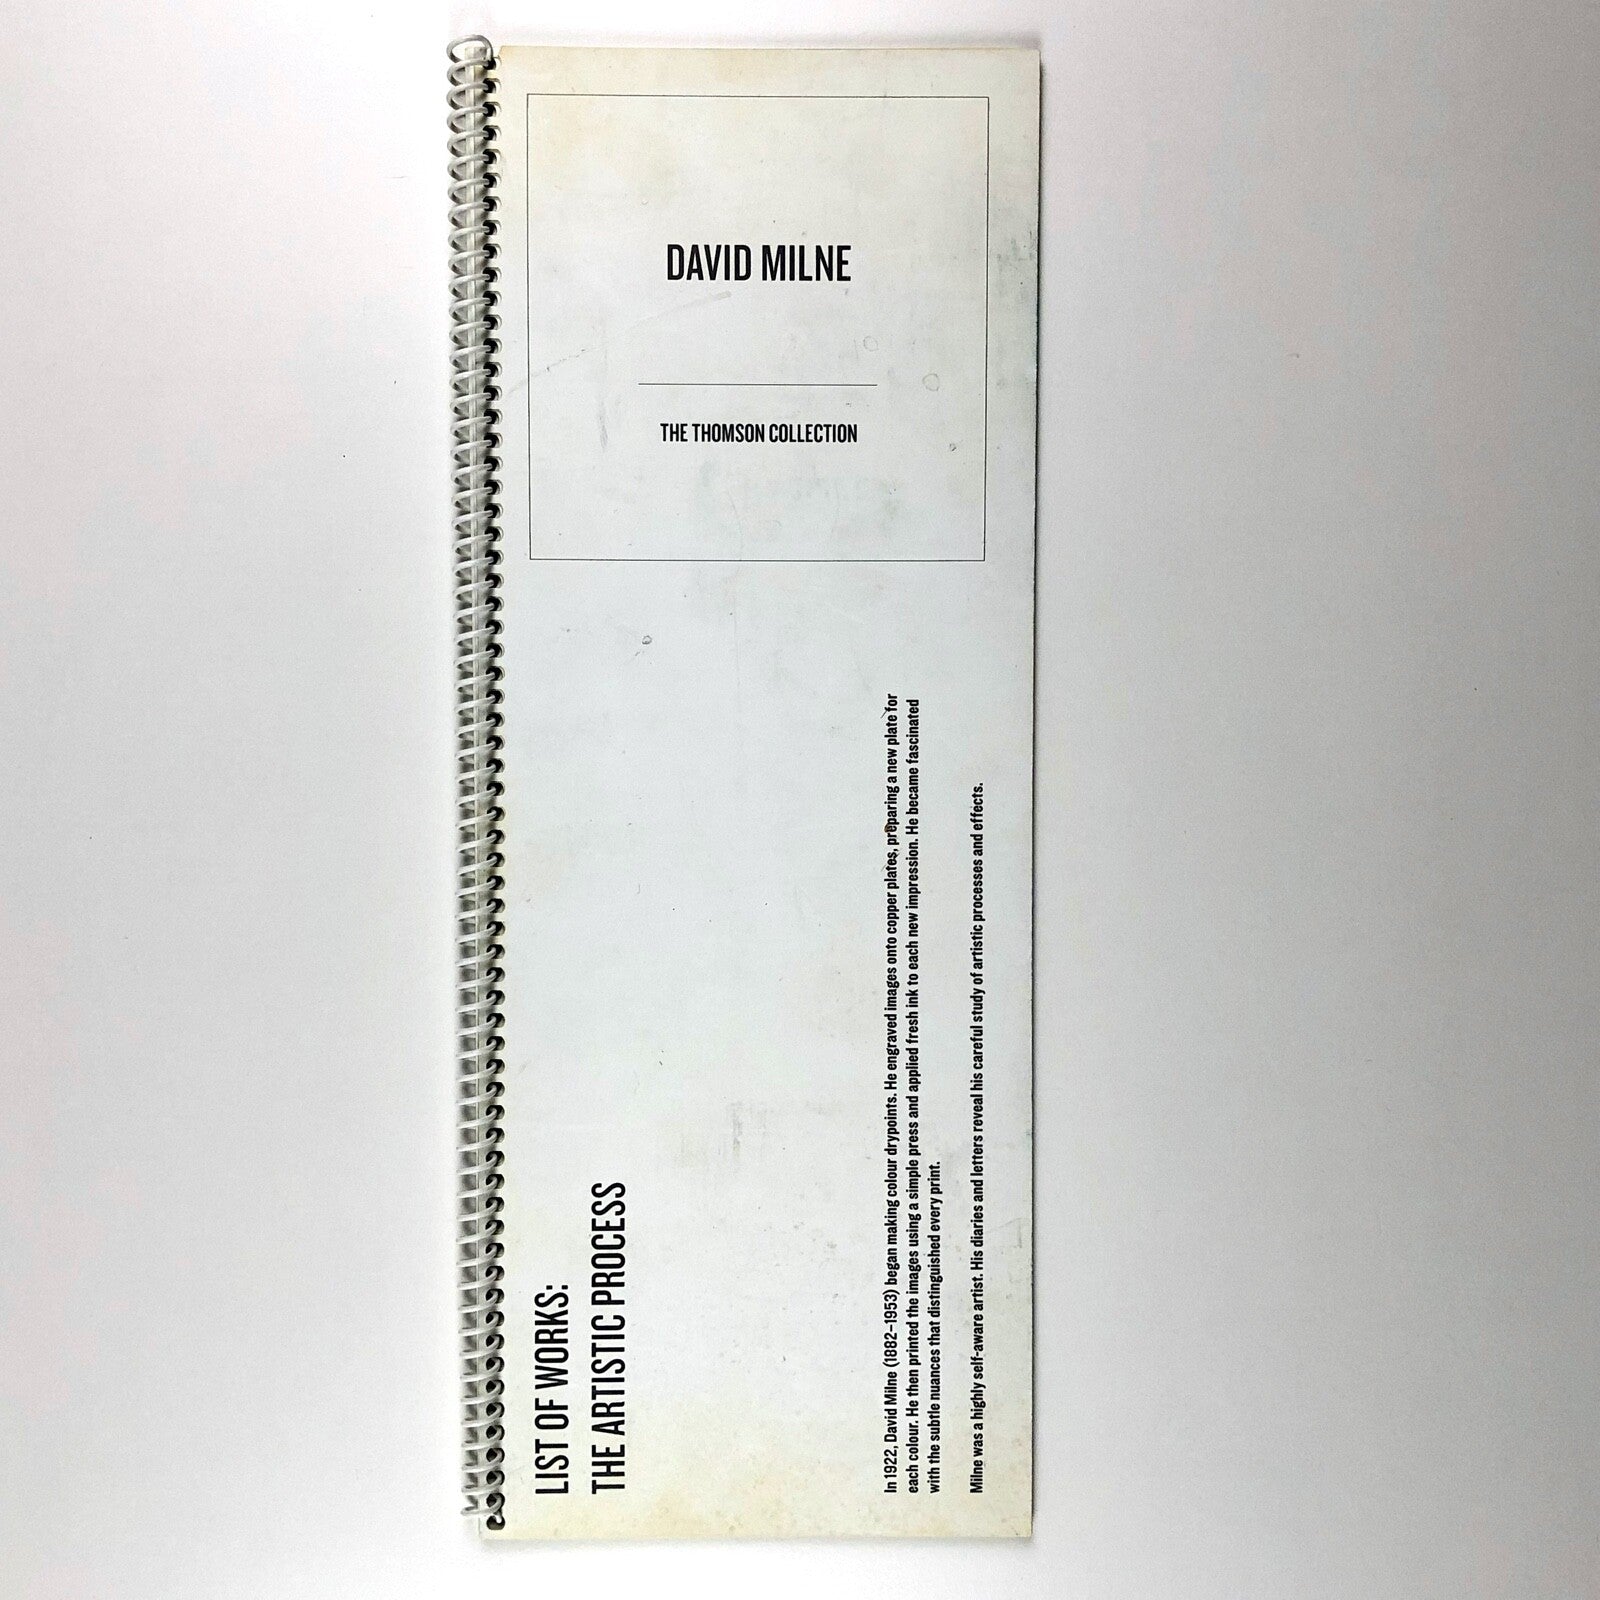 DAVID MILNE
THE THOMSON COLLECTION
LIST OF WORKS:
THE ARTISTIC PROCESS
In 1922, David Milne (1882–1953) began making colour drypoints. He engraved images onto copper plates, preparing a new plate for
each colour. He then printed the images using a simple press and applied fresh ink to each new impression. He became fascinated
with the subtle nuances that distinguished every print.
Milne was a highly self-aware artist. His diaries and letters reveal his careful study of artistic processes and effects.